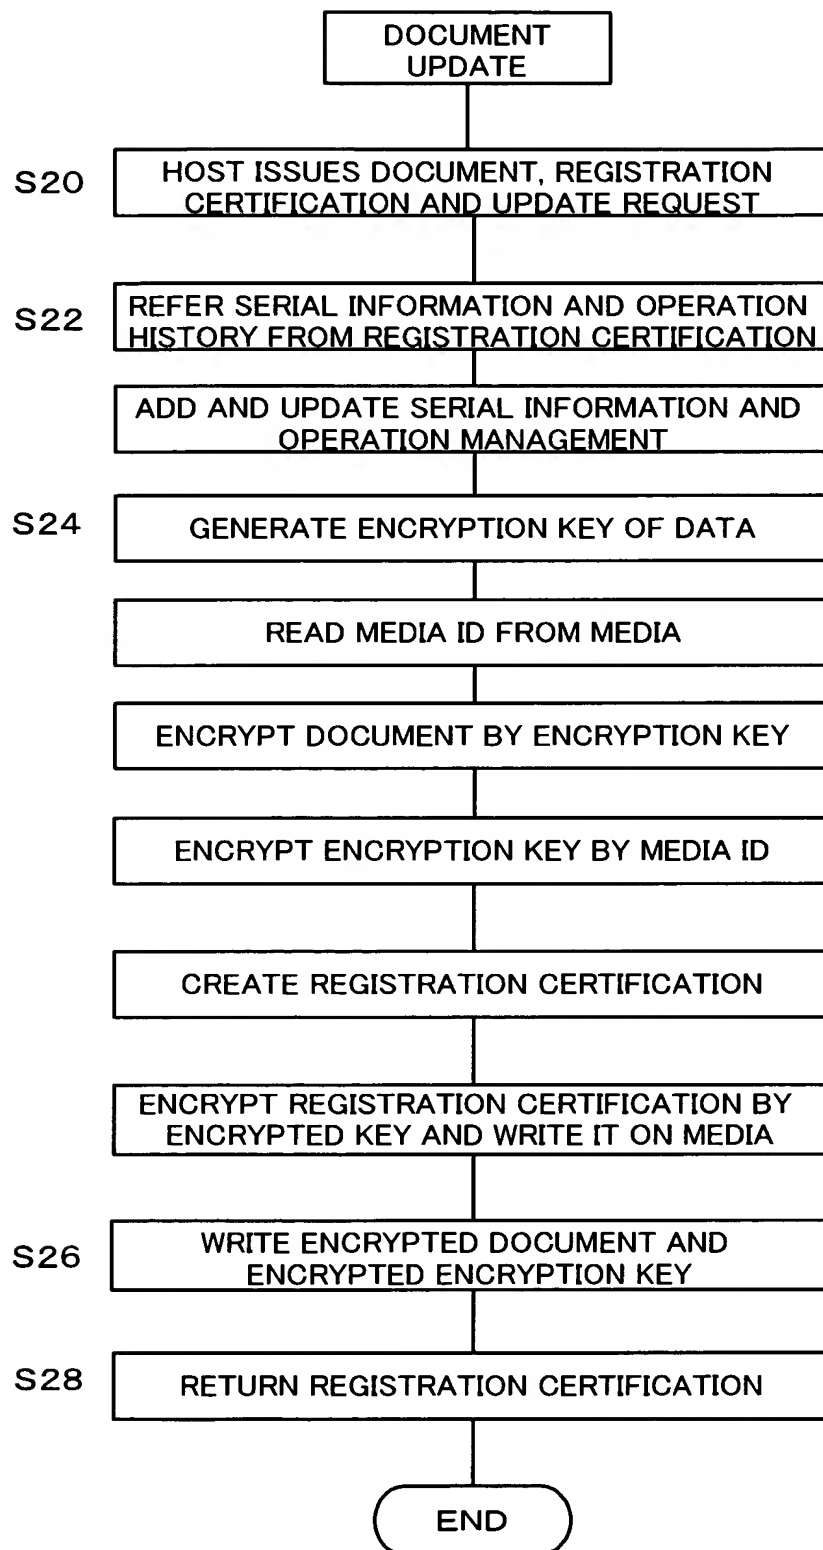 DOCUMENT
UPDATE
S20
HOST ISSUES DOCUMENT, REGISTRATION
CERTIFICATION AND UPDATE REQUEST
S22
REFER SERIAL INFORMATION AND OPERATION
HISTORY FROM REGISTRATION CERTIFICATION
ADD AND UPDATE SERIAL INFORMATION AND
OPERATION MANAGEMENT
S24
GENERATE ENCRYPTION KEY OF DATA
READ MEDIA ID FROM MEDIA
ENCRYPT DOCUMENT BY ENCRYPTION KEY
ENCRYPT ENCRYPTION KEY BY MEDIA ID
CREATE REGISTRATION CERTIFICATION
ENCRYPT REGISTRATION CERTIFICATION BY
ENCRYPTED KEY AND WRITE IT ON MEDIA
S26
WRITE ENCRYPTED DOCUMENT AND
ENCRYPTED ENCRYPTION KEY
S28
RETURN REGISTRATION CERTIFICATION
END